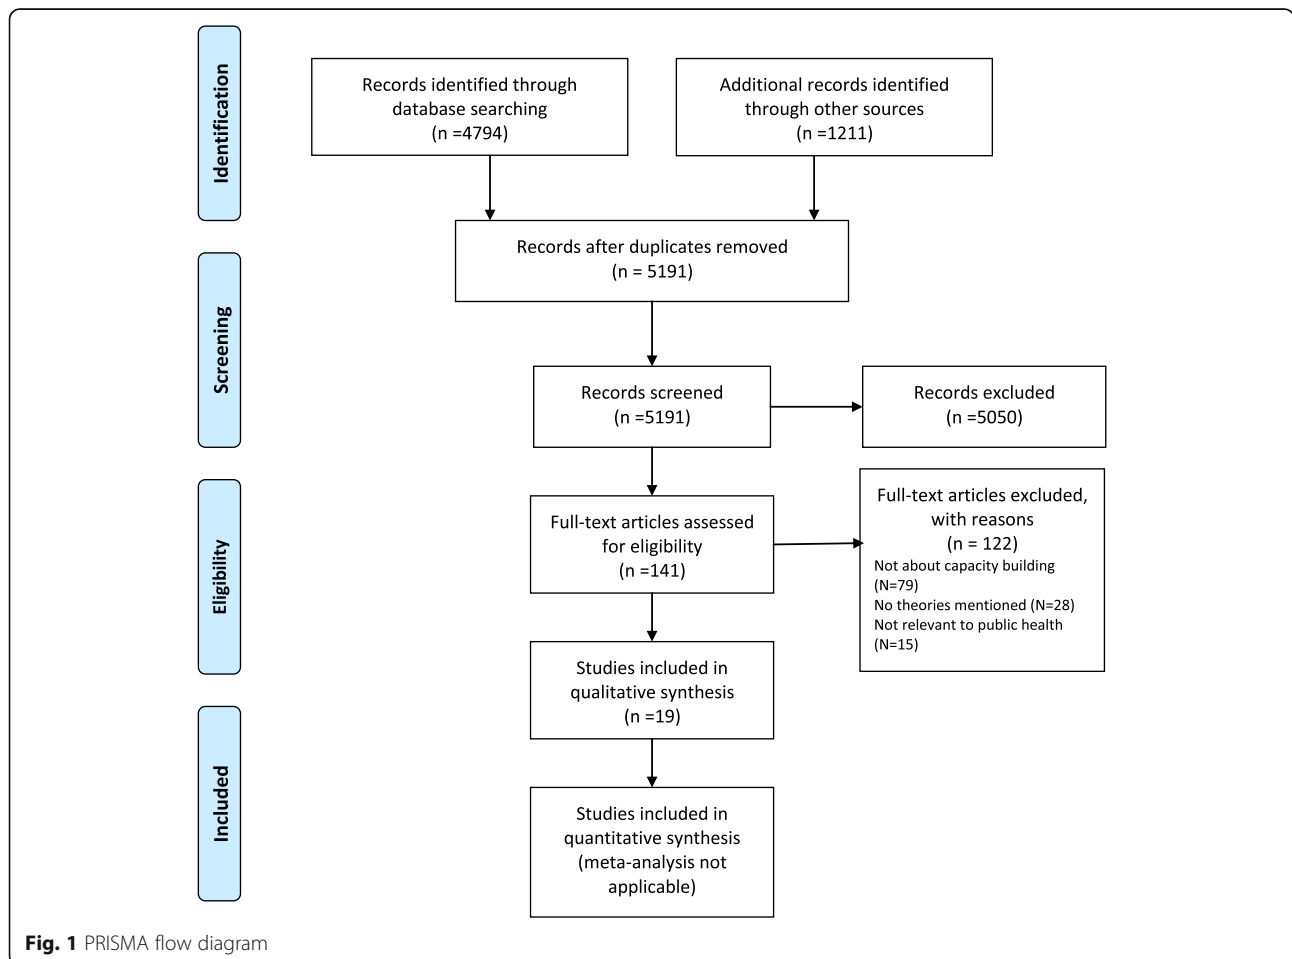 Identification
Records identified through
database searching
(n =4794)
Additional records identified
through other sources
(n =1211)
Records after duplicates removed
(n = 5191)
Screening
Records screened
(n =5191)
Records excluded
(n =5050)
Eligibility
Full-text articles assessed
for eligibility
(n =141)
Full-text articles excluded,
with reasons
(n = 122)
Not about capacity building
(N=79)
No theories mentioned (N=28)
Not relevant to public health
(N=15)
Studies included in
qualitative synthesis
(n =19)
Included
Studies included in
quantitative synthesis
(meta-analysis not
applicable)
Fig. 1 PRISMA flow diagram